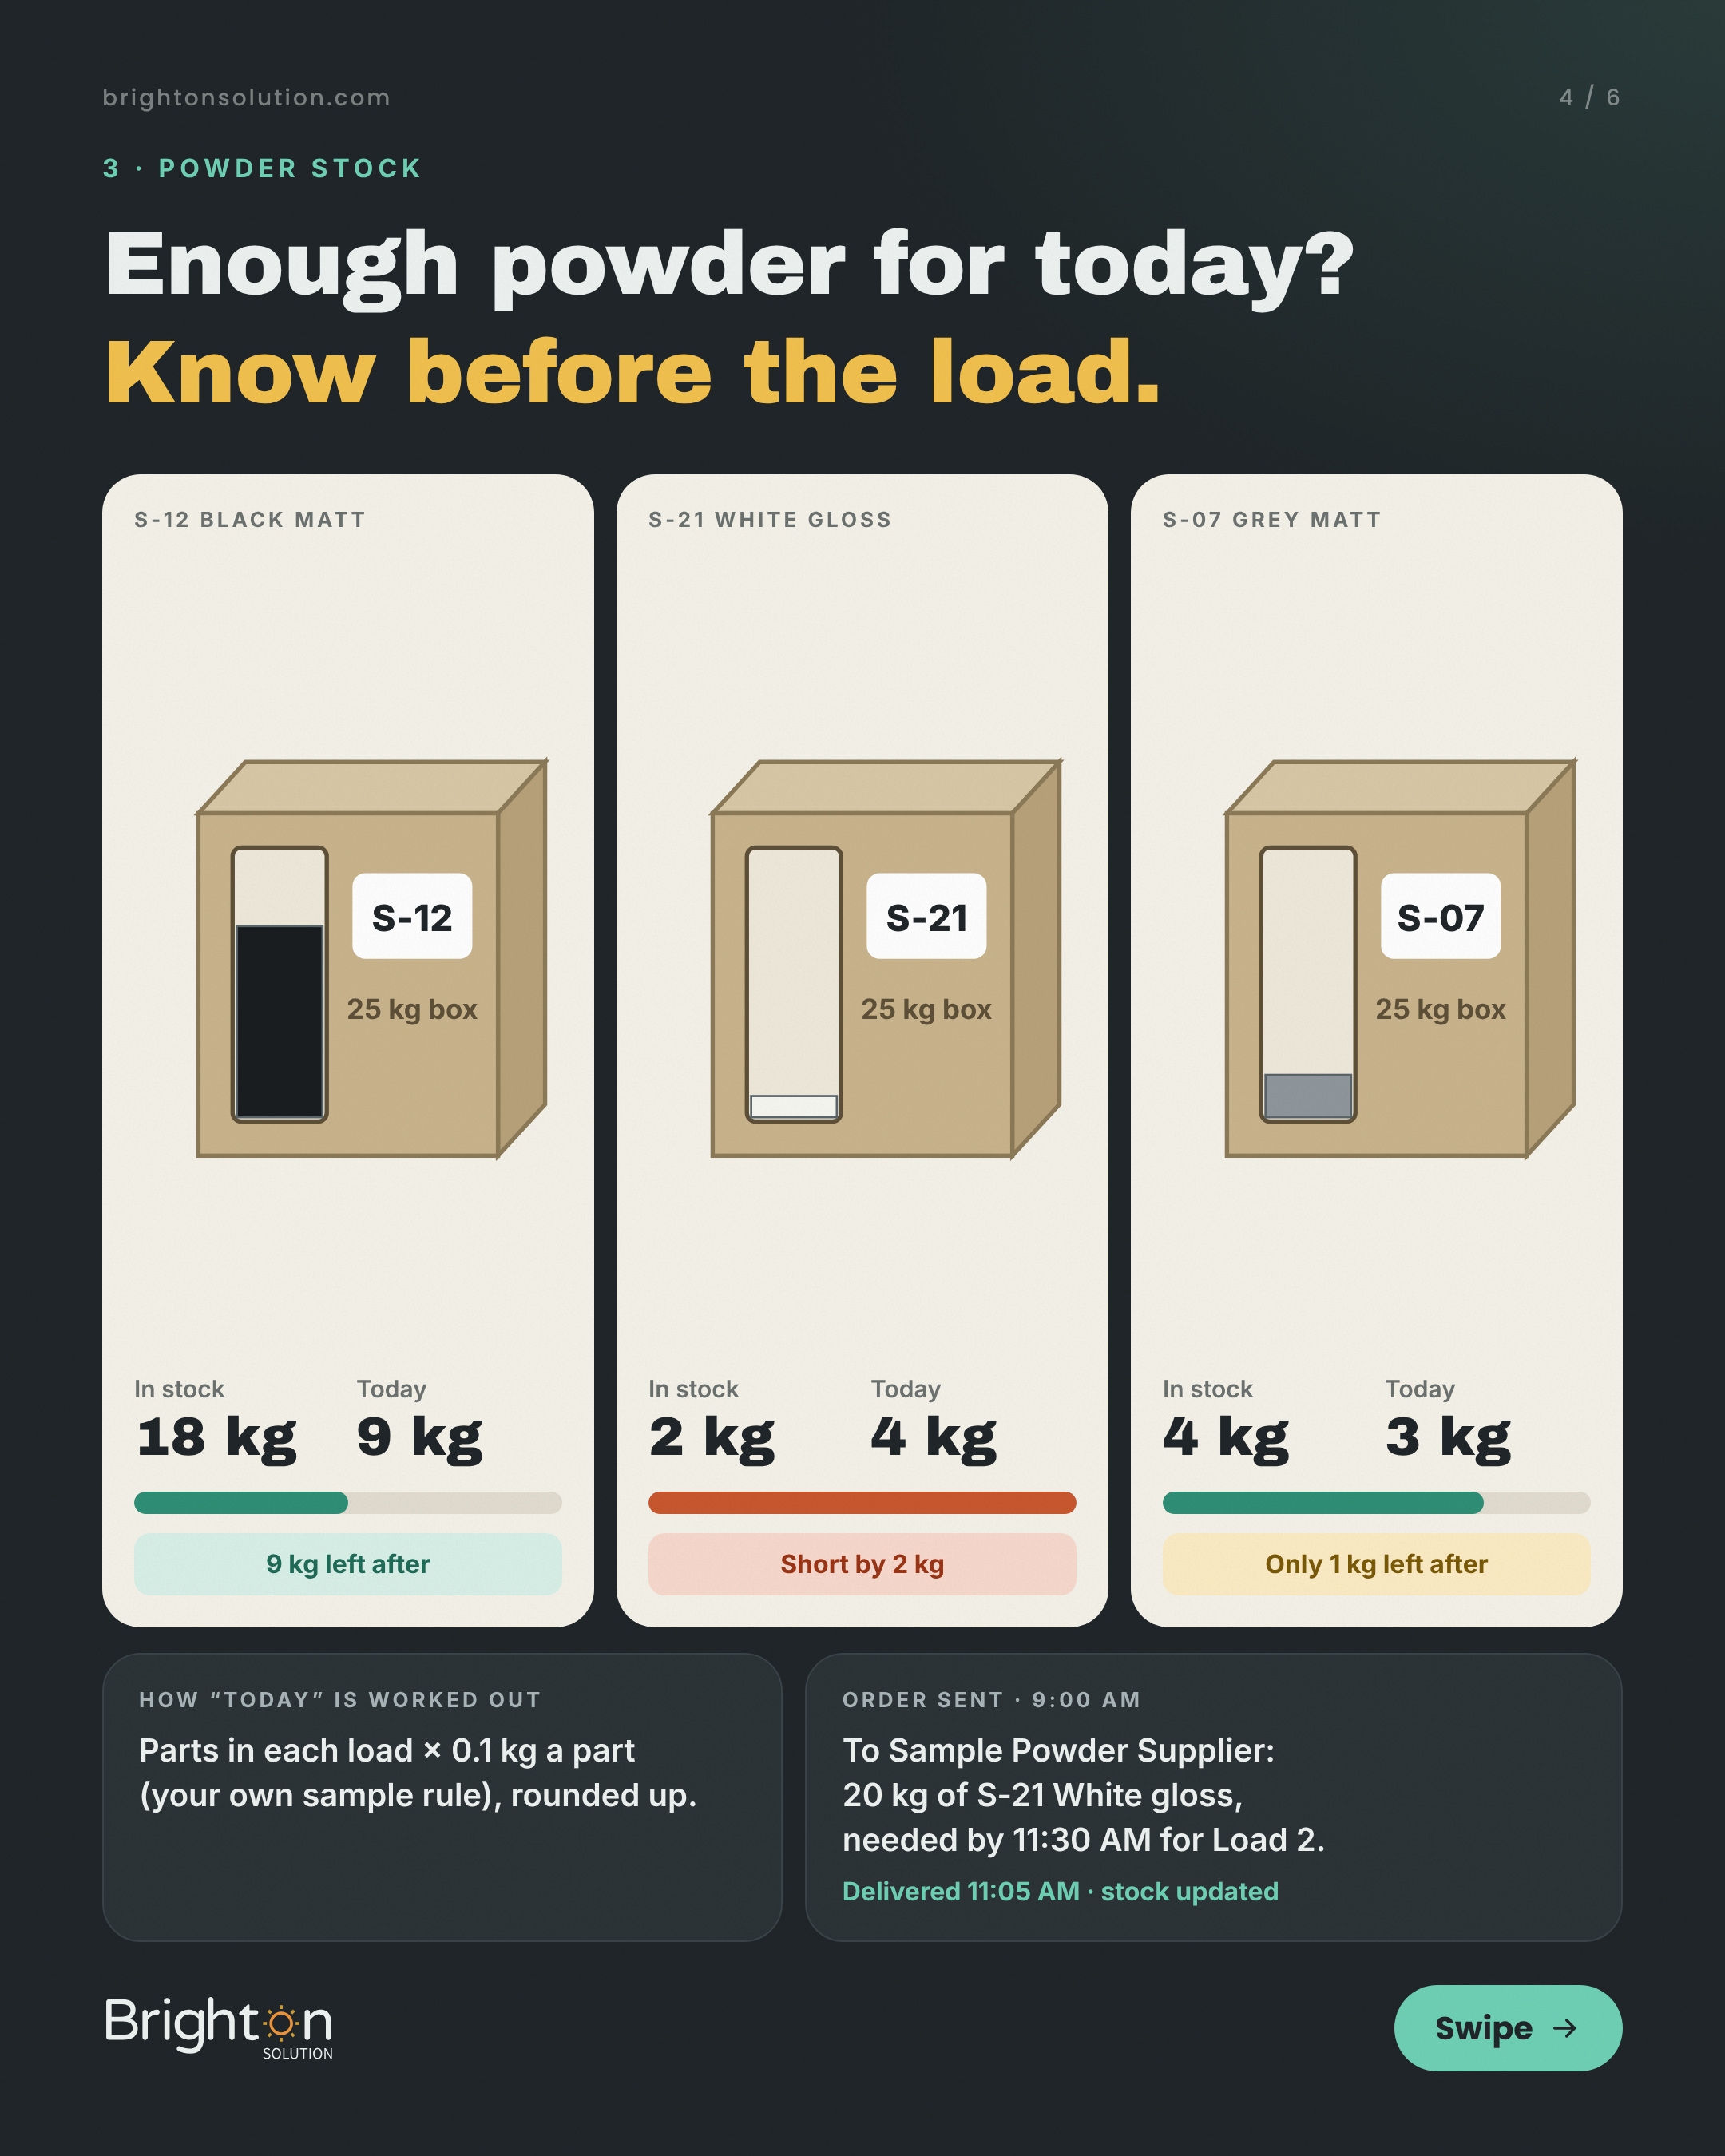 brightonsolution.com
4 / 6
3 · POWDER STOCK
Enough powder for today?
Know before the load.
S-12 BLACK MATT
S-12
25 kg box
In stock
Today
18 kg
9 kg
9 kg left after
S-21 WHITE GLOSS
S-21
25 kg box
In stock
Today
2 kg
4 kg
Short by 2 kg
S-07 GREY MATT
S-07
25 kg box
In stock
Today
4 kg
3 kg
Only 1 kg left after
HOW “TODAY” IS WORKED OUT
Parts in each load × 0.1 kg a part
(your own sample rule), rounded up.
ORDER SENT · 9:00 AM
To Sample Powder Supplier:
20 kg of S-21 White gloss,
needed by 11:30 AM for Load 2.
Delivered 11:05 AM · stock updated
Brighton
SOLUTION
Swipe →